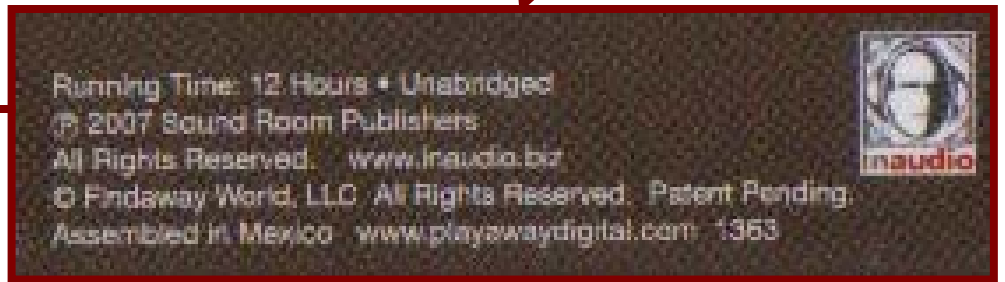 Running Time: 12 Hours • Unabridged
℗ 2007 Sound Room Publishers
All Rights Reserved. www.inaudio.biz
© Findaway World, LLC All Rights Reserved. Patent Pending.
Assembled in Mexico www.playawaydigital.com 1363
inaudio